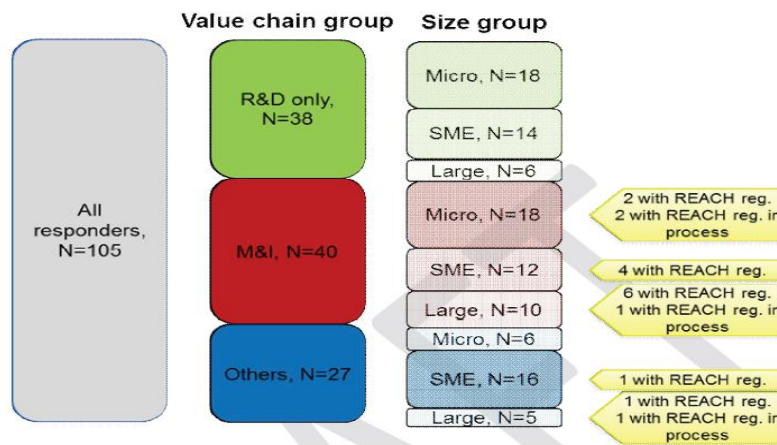 Value chain group
Size group
All
responders,
N=105
R&D only,
N=38
M&I, N=40
Others, N=27
Micro, N=18
SME, N=14
Large, N=6
Micro, N=18
SME, N=12
Large, N=10
Micro, N=6
SME, N=16
Large, N=5
2 with REACH reg.
2 with REACH reg. in
process
4 with REACH reg.
6 with REACH reg.
1 with REACH reg. in
process
1 with REACH reg.
1 with REACH reg.
1 with REACH reg. in
process